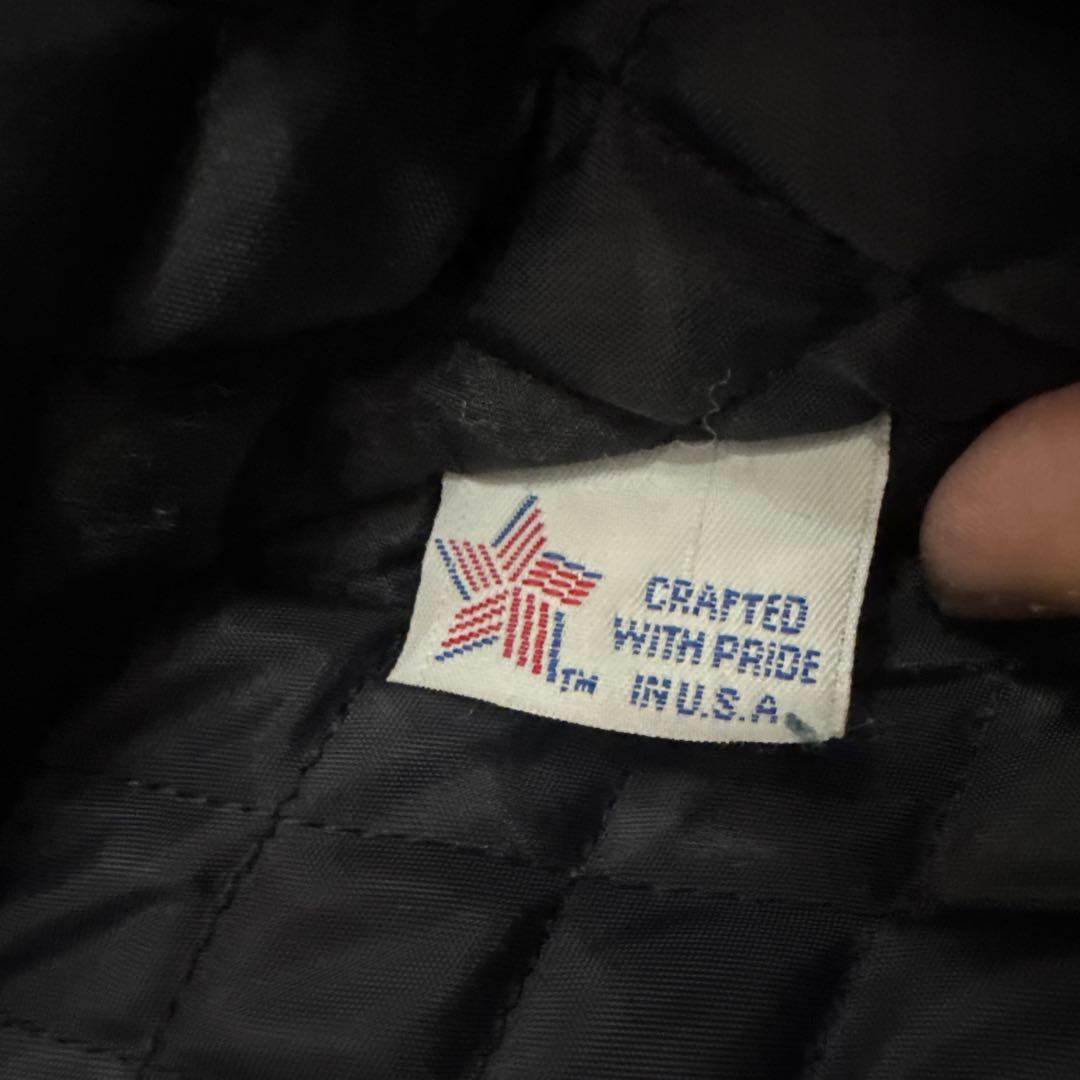 CRAFTED
WITH PRIDE
IN U.S.A
TM